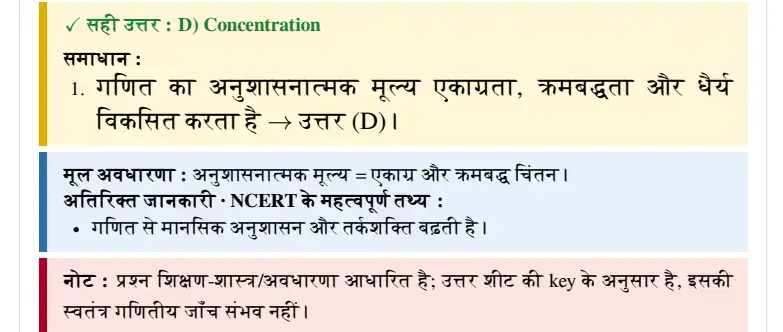 ✓ सही उत्तर : D) Concentration
समाधान :
1. गणित का अनुशासनात्मक मूल्य एकाग्रता, क्रमबद्धता और धैर्य
विकसित करता है → उत्तर (D)।
मूल अवधारणा : अनुशासनात्मक मूल्य = एकाग्र और क्रमबद्ध चिंतन।
अतिरिक्त जानकारी · NCERT के महत्वपूर्ण तथ्य :
• गणित से मानसिक अनुशासन और तर्कशक्ति बढ़ती है।
नोट : प्रश्न शिक्षण-शास्त्र/अवधारणा आधारित है; उत्तर शीट की key के अनुसार है, इसकी
स्वतंत्र गणितीय जाँच संभव नहीं।